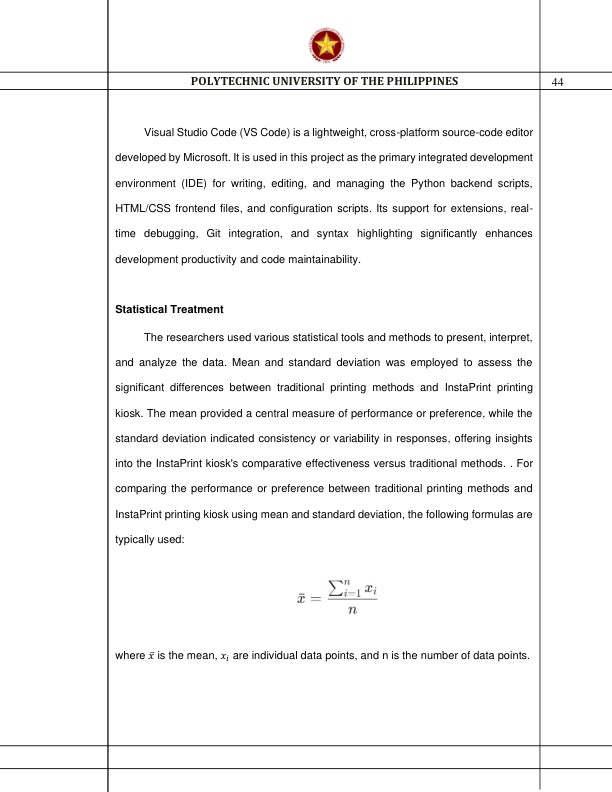 POLYTECHNIC UNIVERSITY OF THE PHILIPPINES 44
Visual Studio Code (VS Code) is a lightweight, cross-platform source-code editor
developed by Microsoft. It is used in this project as the primary integrated development
environment (IDE) for writing, editing, and managing the Python backend scripts,
HTML/CSS frontend files, and configuration scripts. Its support for extensions, real-
time debugging, Git integration, and syntax highlighting significantly enhances
development productivity and code maintainability.
Statistical Treatment
The researchers used various statistical tools and methods to present, interpret,
and analyze the data. Mean and standard deviation was employed to assess the
significant differences between traditional printing methods and InstaPrint printing
kiosk. The mean provided a central measure of performance or preference, while the
standard deviation indicated consistency or variability in responses, offering insights
into the InstaPrint kiosk's comparative effectiveness versus traditional methods. . For
comparing the performance or preference between traditional printing methods and
InstaPrint printing kiosk using mean and standard deviation, the following formulas are
typically used:
x̄ = ∑ⁿᵢ₌₁ xᵢ / n
where x̄ is the mean, xᵢ are individual data points, and n is the number of data points.